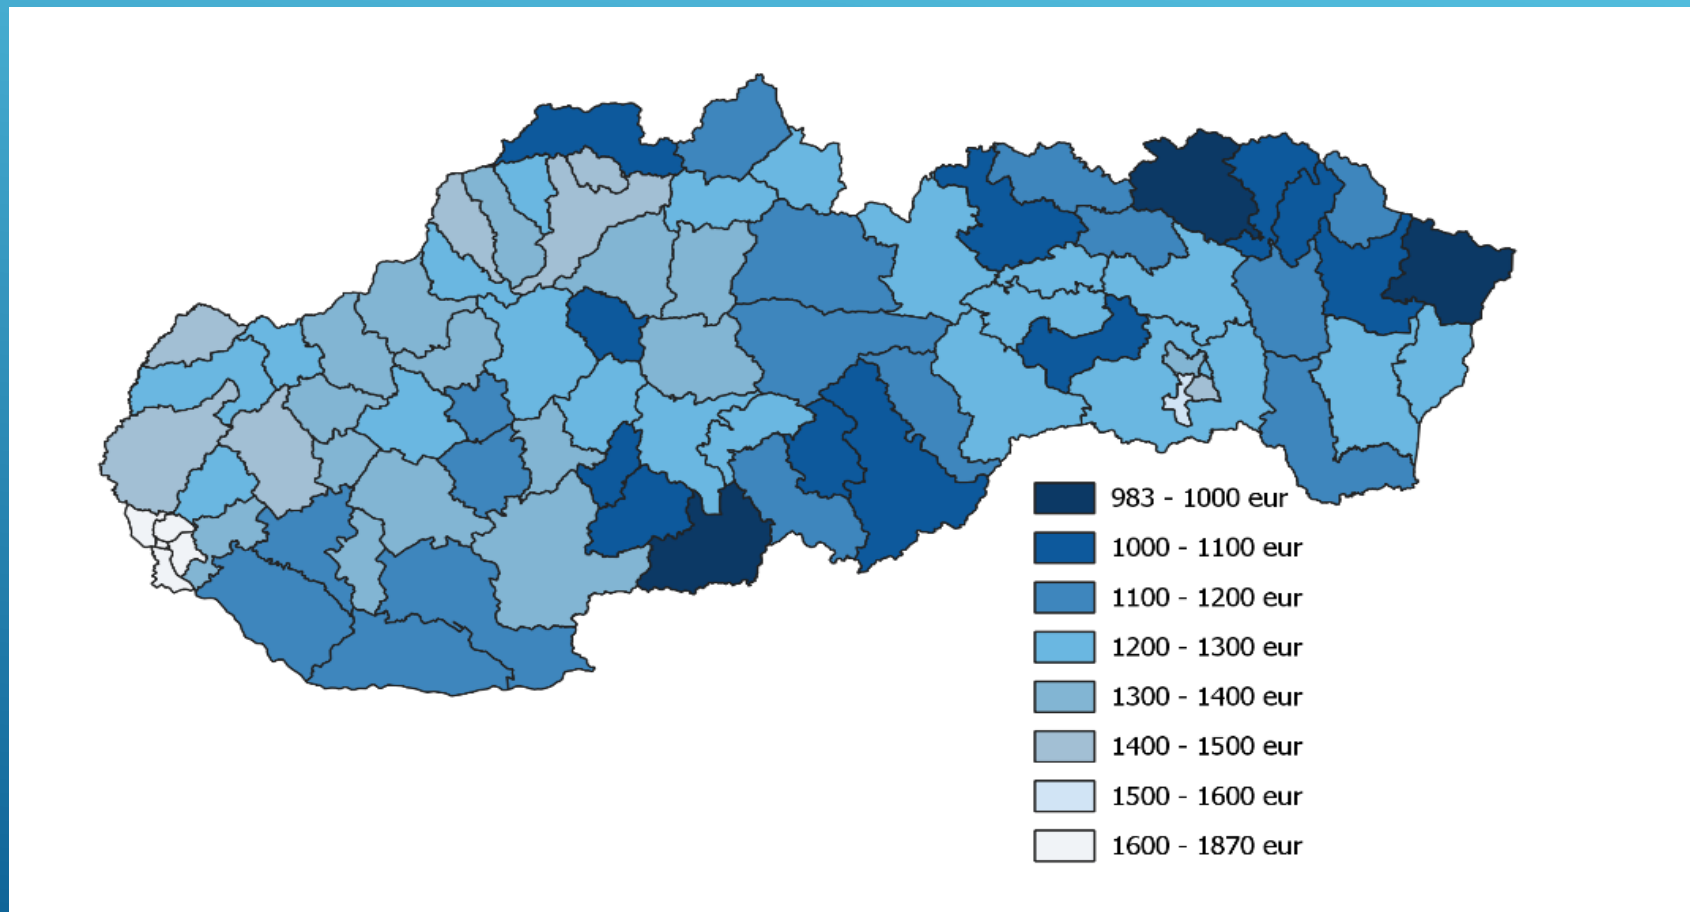 983 - 1000 eur
1000 - 1100 eur
1100 - 1200 eur
1200 - 1300 eur
1300 - 1400 eur
1400 - 1500 eur
1500 - 1600 eur
1600 - 1870 eur